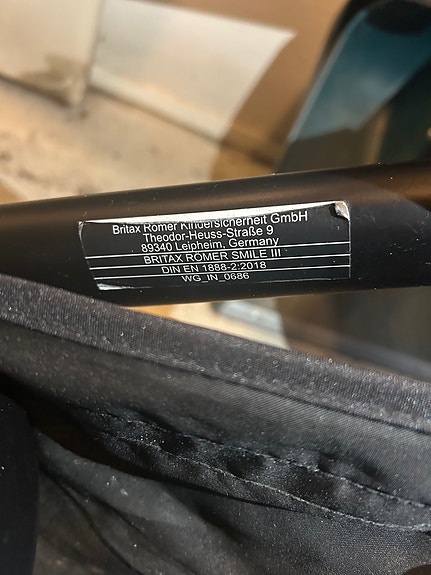 Britax Römer Kindersicherheit GmbH
Theodor-Heuss-Straße 9
89340 Leipheim, Germany
BRITAX RÖMER SMILE III
DIN EN 1888-2:2018
WG_IN_0686